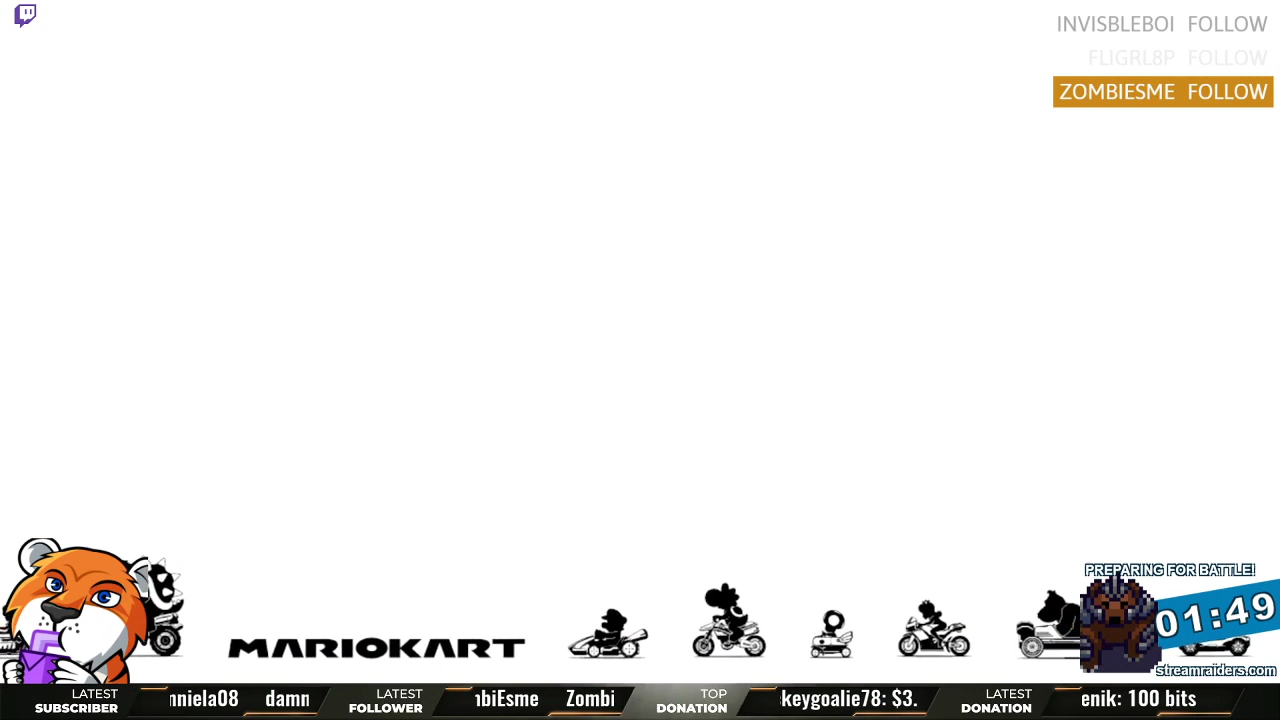 INVISBLEBOI FOLLOW
FLIGRL8P FOLLOW
ZOMBIESME FOLLOW
PREPARING FOR BATTLE!
01:49
MARIOKART
streamraiders.com
LATEST SUBSCRIBER
nniela08 damn
LATEST FOLLOWER
nbiEsme Zombi
TOP DONATION
keygoalie78: $3.
LATEST DONATION
enik: 100 bits